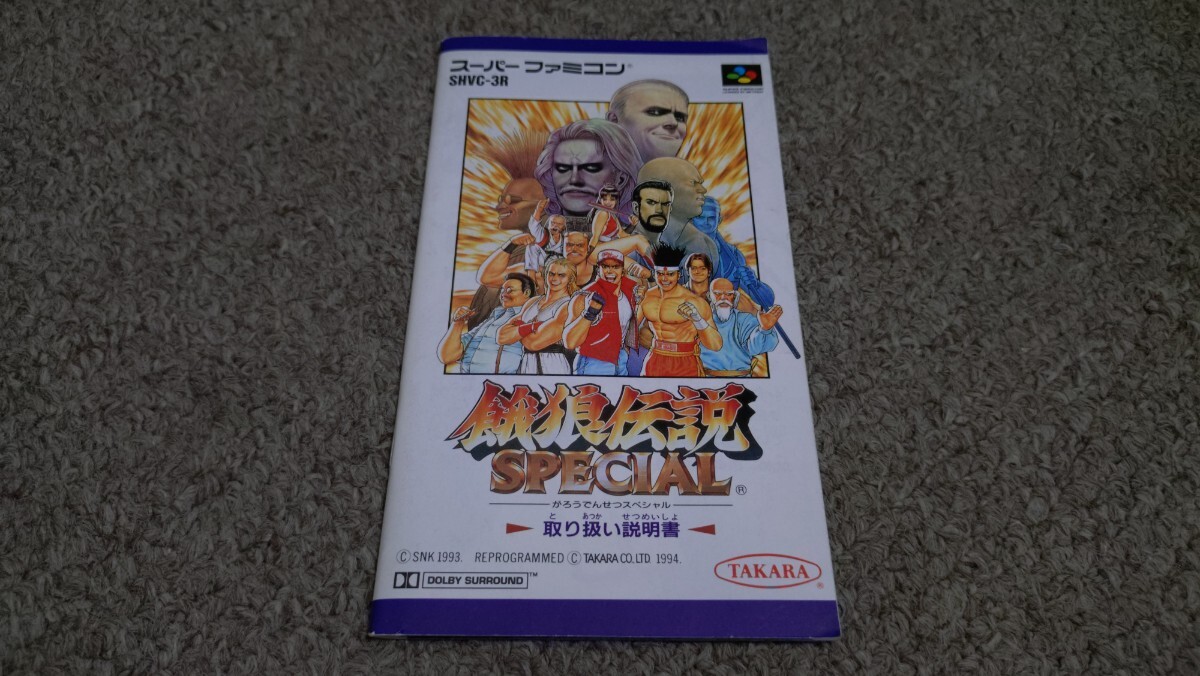 スーパーファミコン®
SHVC-3R
餓狼伝説
SPECIAL®
がろうでんせつスペシャル
と あつか せつめいしょ
取り扱い説明書
©SNK 1993. REPROGRAMMED © TAKARA CO.LTD 1994.
DOLBY SURROUND™
TAKARA®